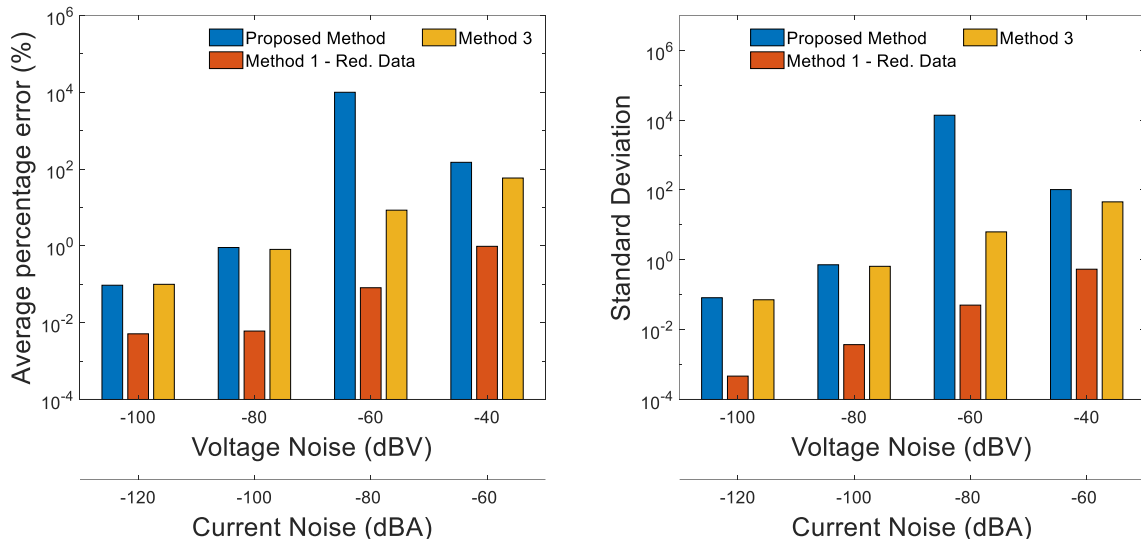 Proposed Method
Method 3
Method 1 - Red. Data
Average percentage error (%)
10^6
10^4
10^2
10^0
10^-2
10^-4
-100
-80
-60
-40
Voltage Noise (dBV)
-120
-100
-80
-60
Current Noise (dBA)
Proposed Method
Method 3
Method 1 - Red. Data
Standard Deviation
10^6
10^4
10^2
10^0
10^-2
10^-4
-100
-80
-60
-40
Voltage Noise (dBV)
-120
-100
-80
-60
Current Noise (dBA)